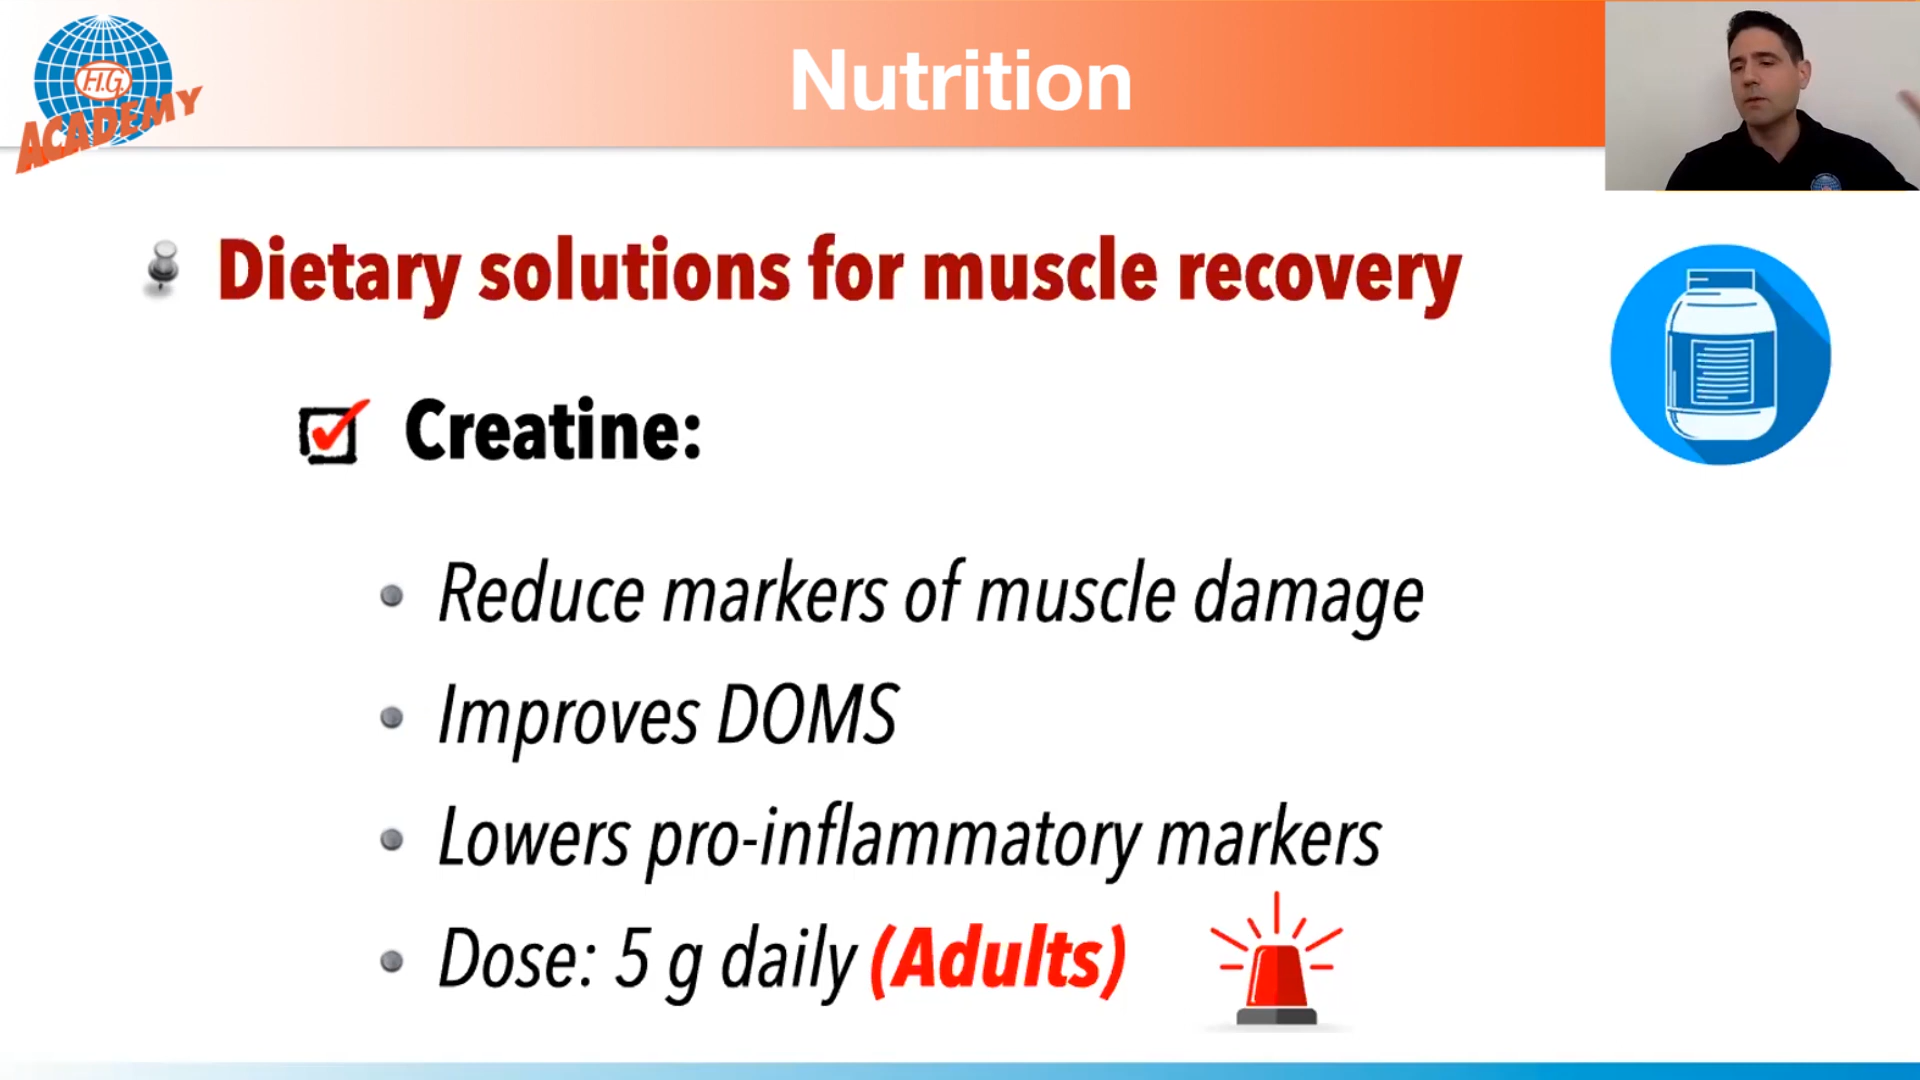 F.I.G.
ACADEMY
Nutrition
Dietary solutions for muscle recovery
Creatine:
Reduce markers of muscle damage
Improves DOMS
Lowers pro-inflammatory markers
Dose: 5 g daily (Adults)